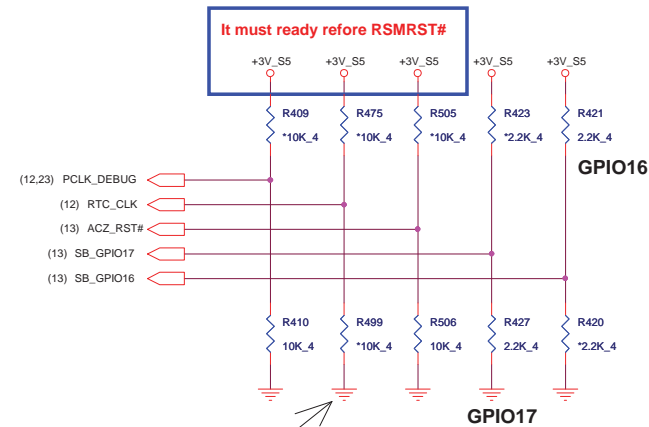 It must ready refore RSMRST#
+3V_S5 +3V_S5 +3V_S5 +3V_S5 +3V_S5
R409 R475 R505 R423 R421
*10K_4 *10K_4 *10K_4 *2.2K_4 2.2K_4
GPIO16
(12,23) PCLK_DEBUG
(12) RTC_CLK
(13) ACZ_RST#
(13) SB_GPIO17
(13) SB_GPIO16
R410 R499 R506 R427 R420
10K_4 *10K_4 10K_4 2.2K_4 *2.2K_4
GPIO17